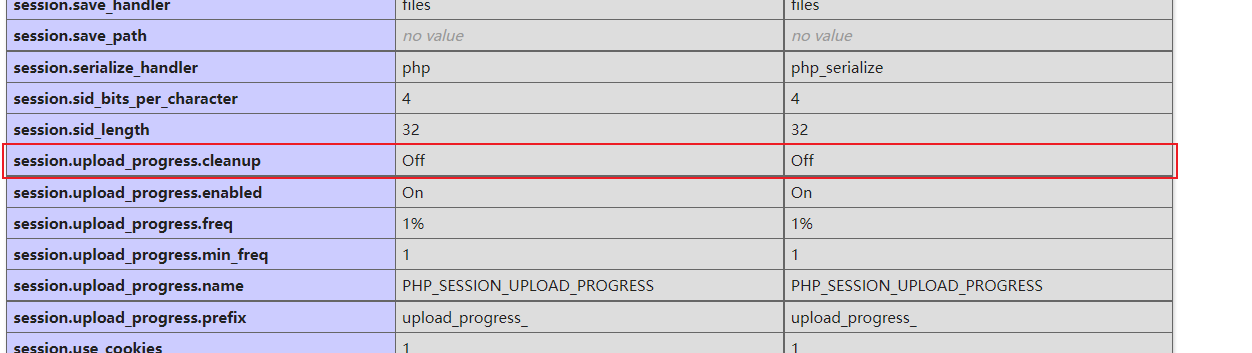 session.save_handler files files
session.save_path no value no value
session.serialize_handler php php_serialize
session.sid_bits_per_character 4 4
session.sid_length 32 32
session.upload_progress.cleanup Off Off
session.upload_progress.enabled On On
session.upload_progress.freq 1% 1%
session.upload_progress.min_freq 1 1
session.upload_progress.name PHP_SESSION_UPLOAD_PROGRESS PHP_SESSION_UPLOAD_PROGRESS
session.upload_progress.prefix upload_progress_ upload_progress_
session.use_cookies 1 1